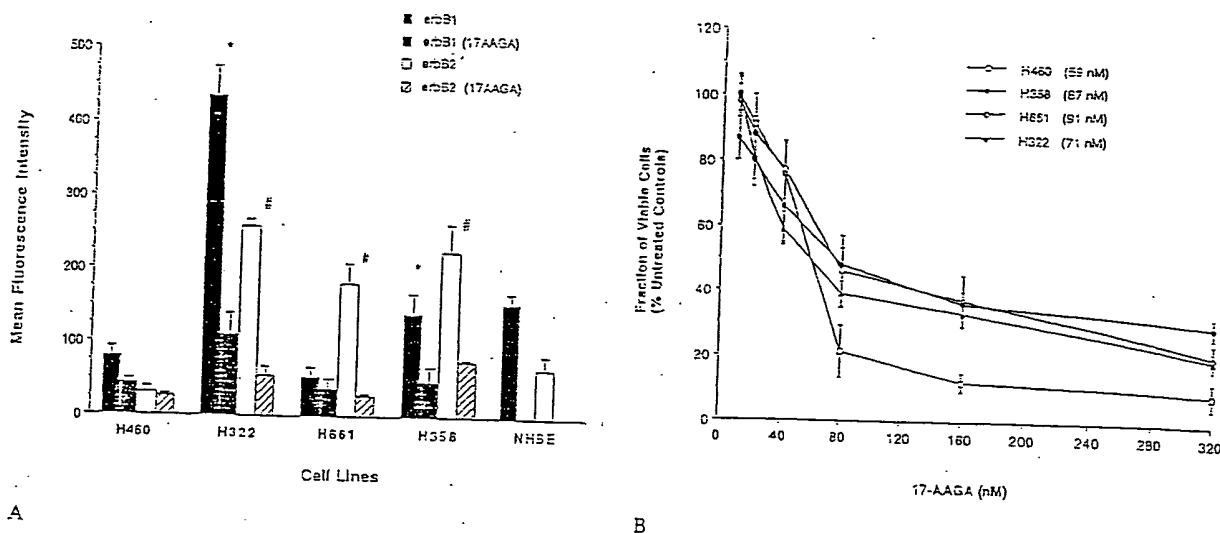 erbB1
erbB1 (17AAGA)
erbB2
erbB2 (17AAGA)
Mean Fluorescence Intensity
500
400
300
200
100
0
*
#
#
*
#
H460
H322
H661
H358
NHBE
Cell Lines
A
Fraction of Viable Cells
(% Untreated Controls)
120
100
80
60
40
20
0
H460 (59 nM)
H358 (67 nM)
H661 (91 nM)
H322 (71 nM)
0 40 80 120 160 200 240 280 320
17-AAGA (nM)
B